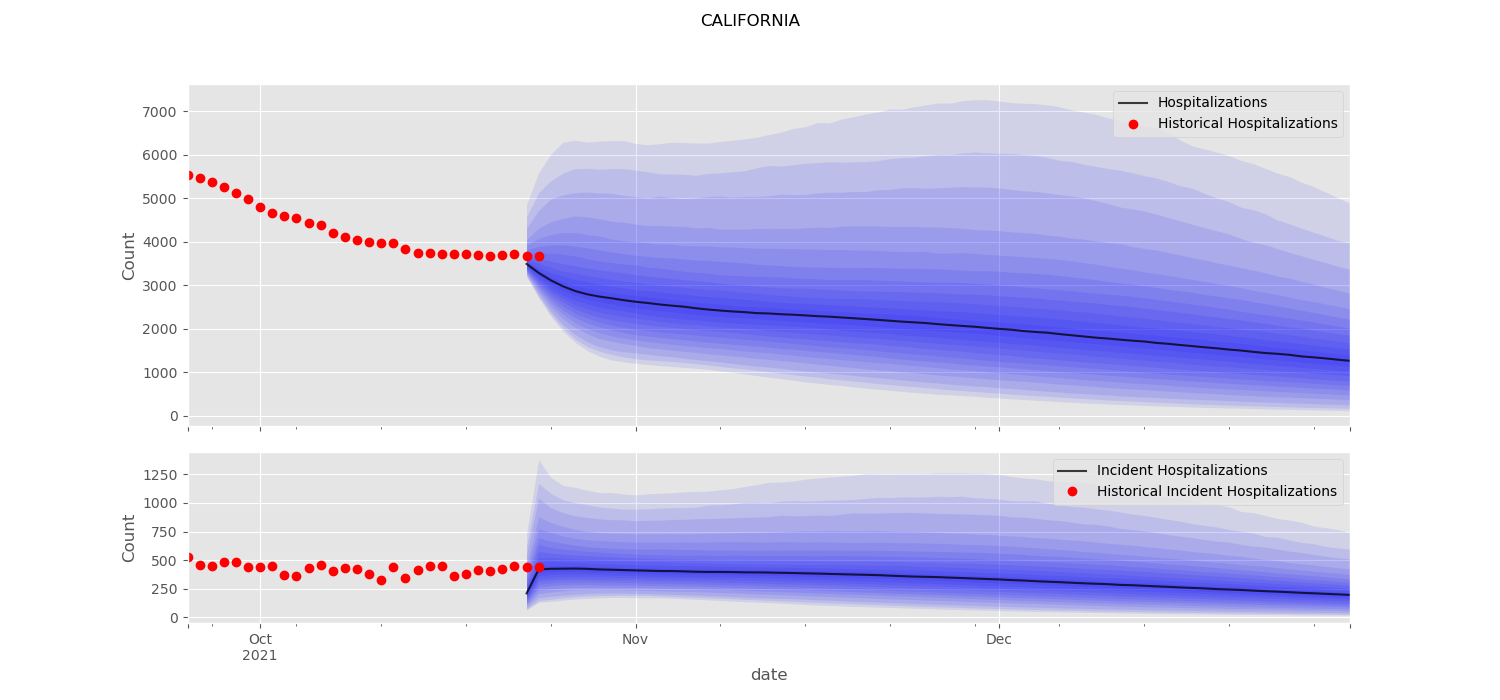 CALIFORNIA
Hospitalizations
Historical Hospitalizations
Count
7000
6000
5000
4000
3000
2000
1000
0
Incident Hospitalizations
Historical Incident Hospitalizations
Count
1250
1000
750
500
250
0
Oct
2021
Nov
Dec
date